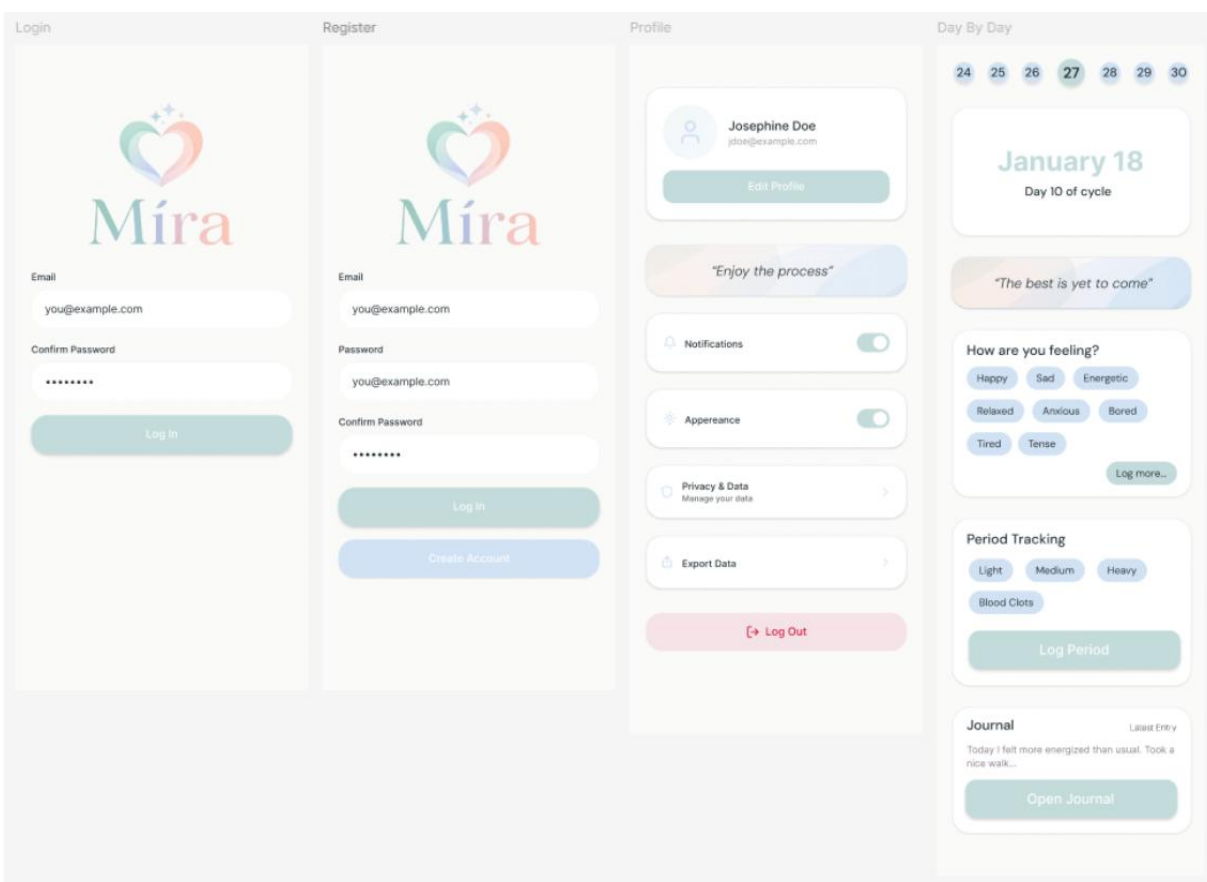 Login
Míra
Email
you@example.com
Confirm Password
••••••••
Log In
Register
Míra
Email
you@example.com
Password
you@example.com
Confirm Password
••••••••
Log In
Create Account
Profile
Josephine Doe
jdoe@example.com
Edit Profile
"Enjoy the process"
Notifications
Appereance
Privacy & Data
Manage your data
Export Data
Log Out
Day By Day
24 25 26 27 28 29 30
January 18
Day 10 of cycle
"The best is yet to come"
How are you feeling?
Happy Sad Energetic
Relaxed Anxious Bored
Tired Tense
Log more...
Period Tracking
Light Medium Heavy
Blood Clots
Log Period
Journal Latest Entry
Today I felt more energized than usual. Took a
nice walk...
Open Journal